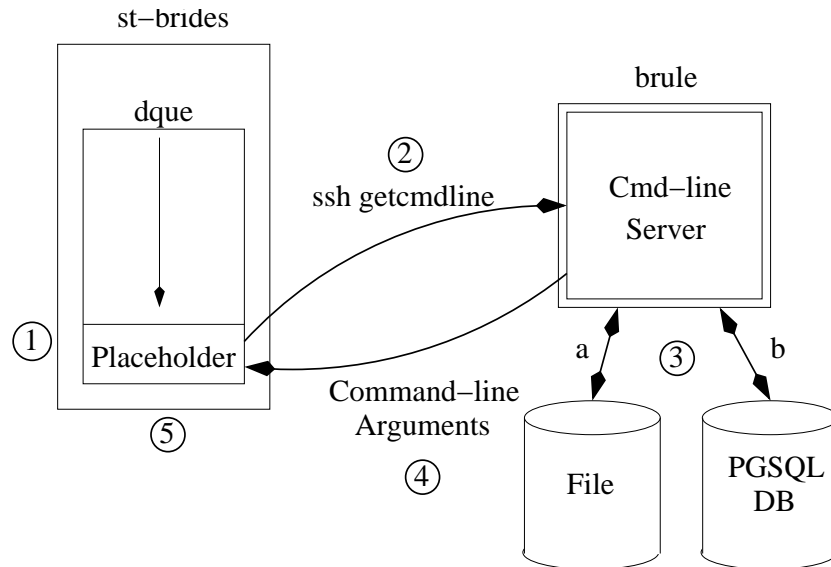 st−brides
dque
brule
2
ssh getcmdline
Cmd−line
Server
1
Placeholder
a
3
b
Command−line
Arguments
5
4
File
PGSQL
DB